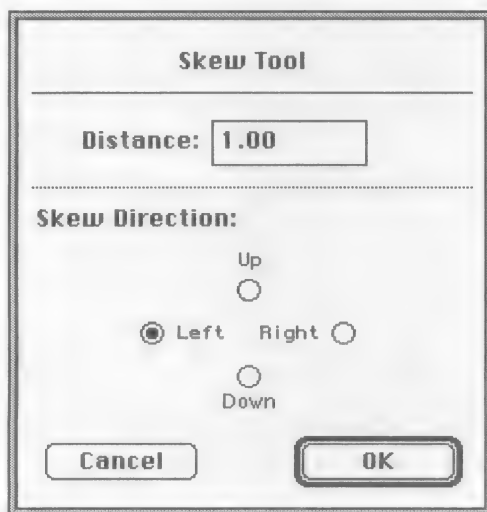 Skew Tool
Distance: 1.00
Skew Direction:
Up
Left Right
Down
Cancel OK